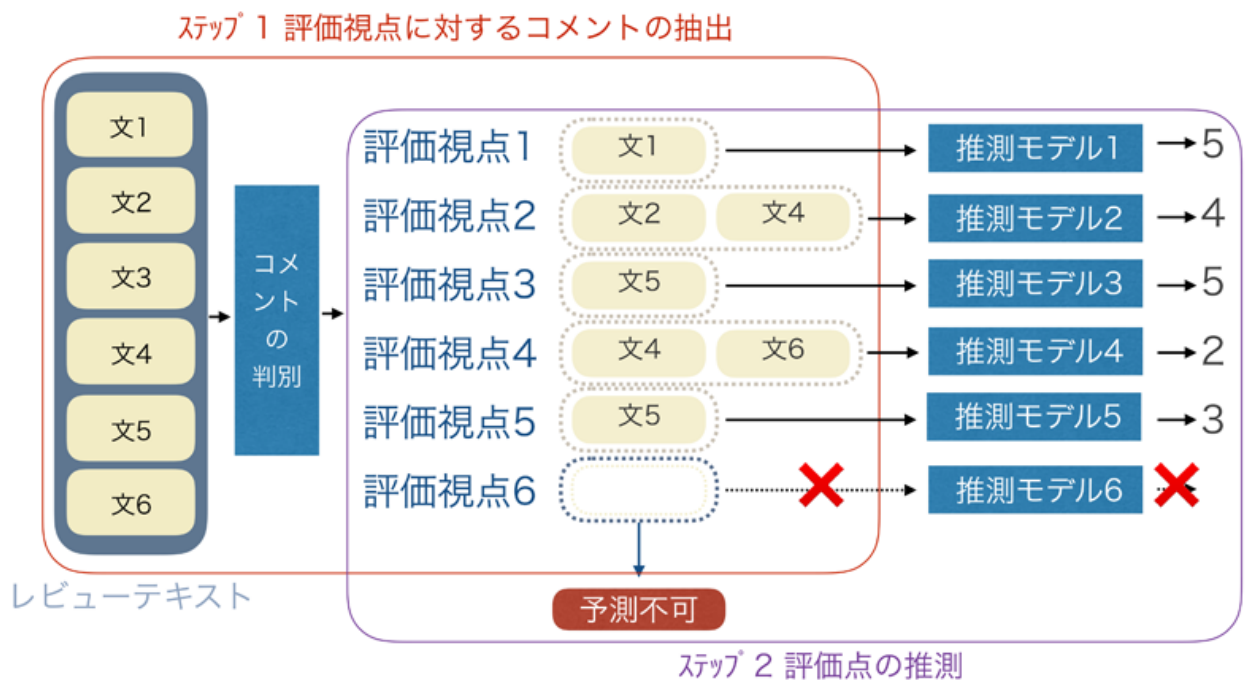 ｽﾃｯﾌﾟ 1 評価視点に対するコメントの抽出
文1
文2
文3
文4
文5
文6
レビューテキスト
コメ
ント
の
判別
評価視点1 文1 推測モデル1 5
評価視点2 文2 文4 推測モデル2 4
評価視点3 文5 推測モデル3 5
評価視点4 文4 文6 推測モデル4 2
評価視点5 文5 推測モデル5 3
評価視点6 推測モデル6
予測不可
ｽﾃｯﾌﾟ 2 評価点の推測